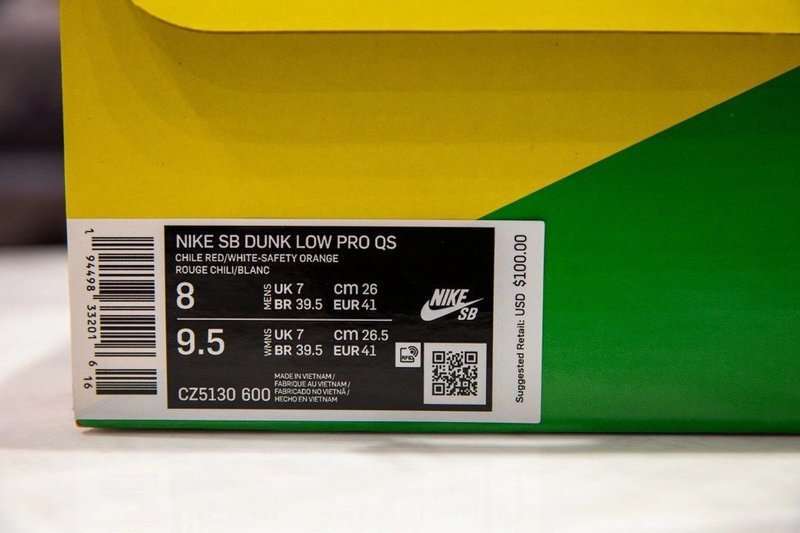 1 94498 33201 6 16
NIKE SB DUNK LOW PRO QS
CHILE RED/WHITE-SAFETY ORANGE
ROUGE CHILI/BLANC
8 MENS UK 7 cm 26
BR 39.5 EUR 41
9.5 WMNS UK 7 cm 26.5
BR 39.5 EUR 41
CZ5130 600
MADE IN VIETNAM /
FABRIQUE AU VIETNAM /
FABRICADO NO VIETNÃ /
HECHO EN VIETNAM
NIKE
SB
RFID
Suggested Retail: USD $100.00